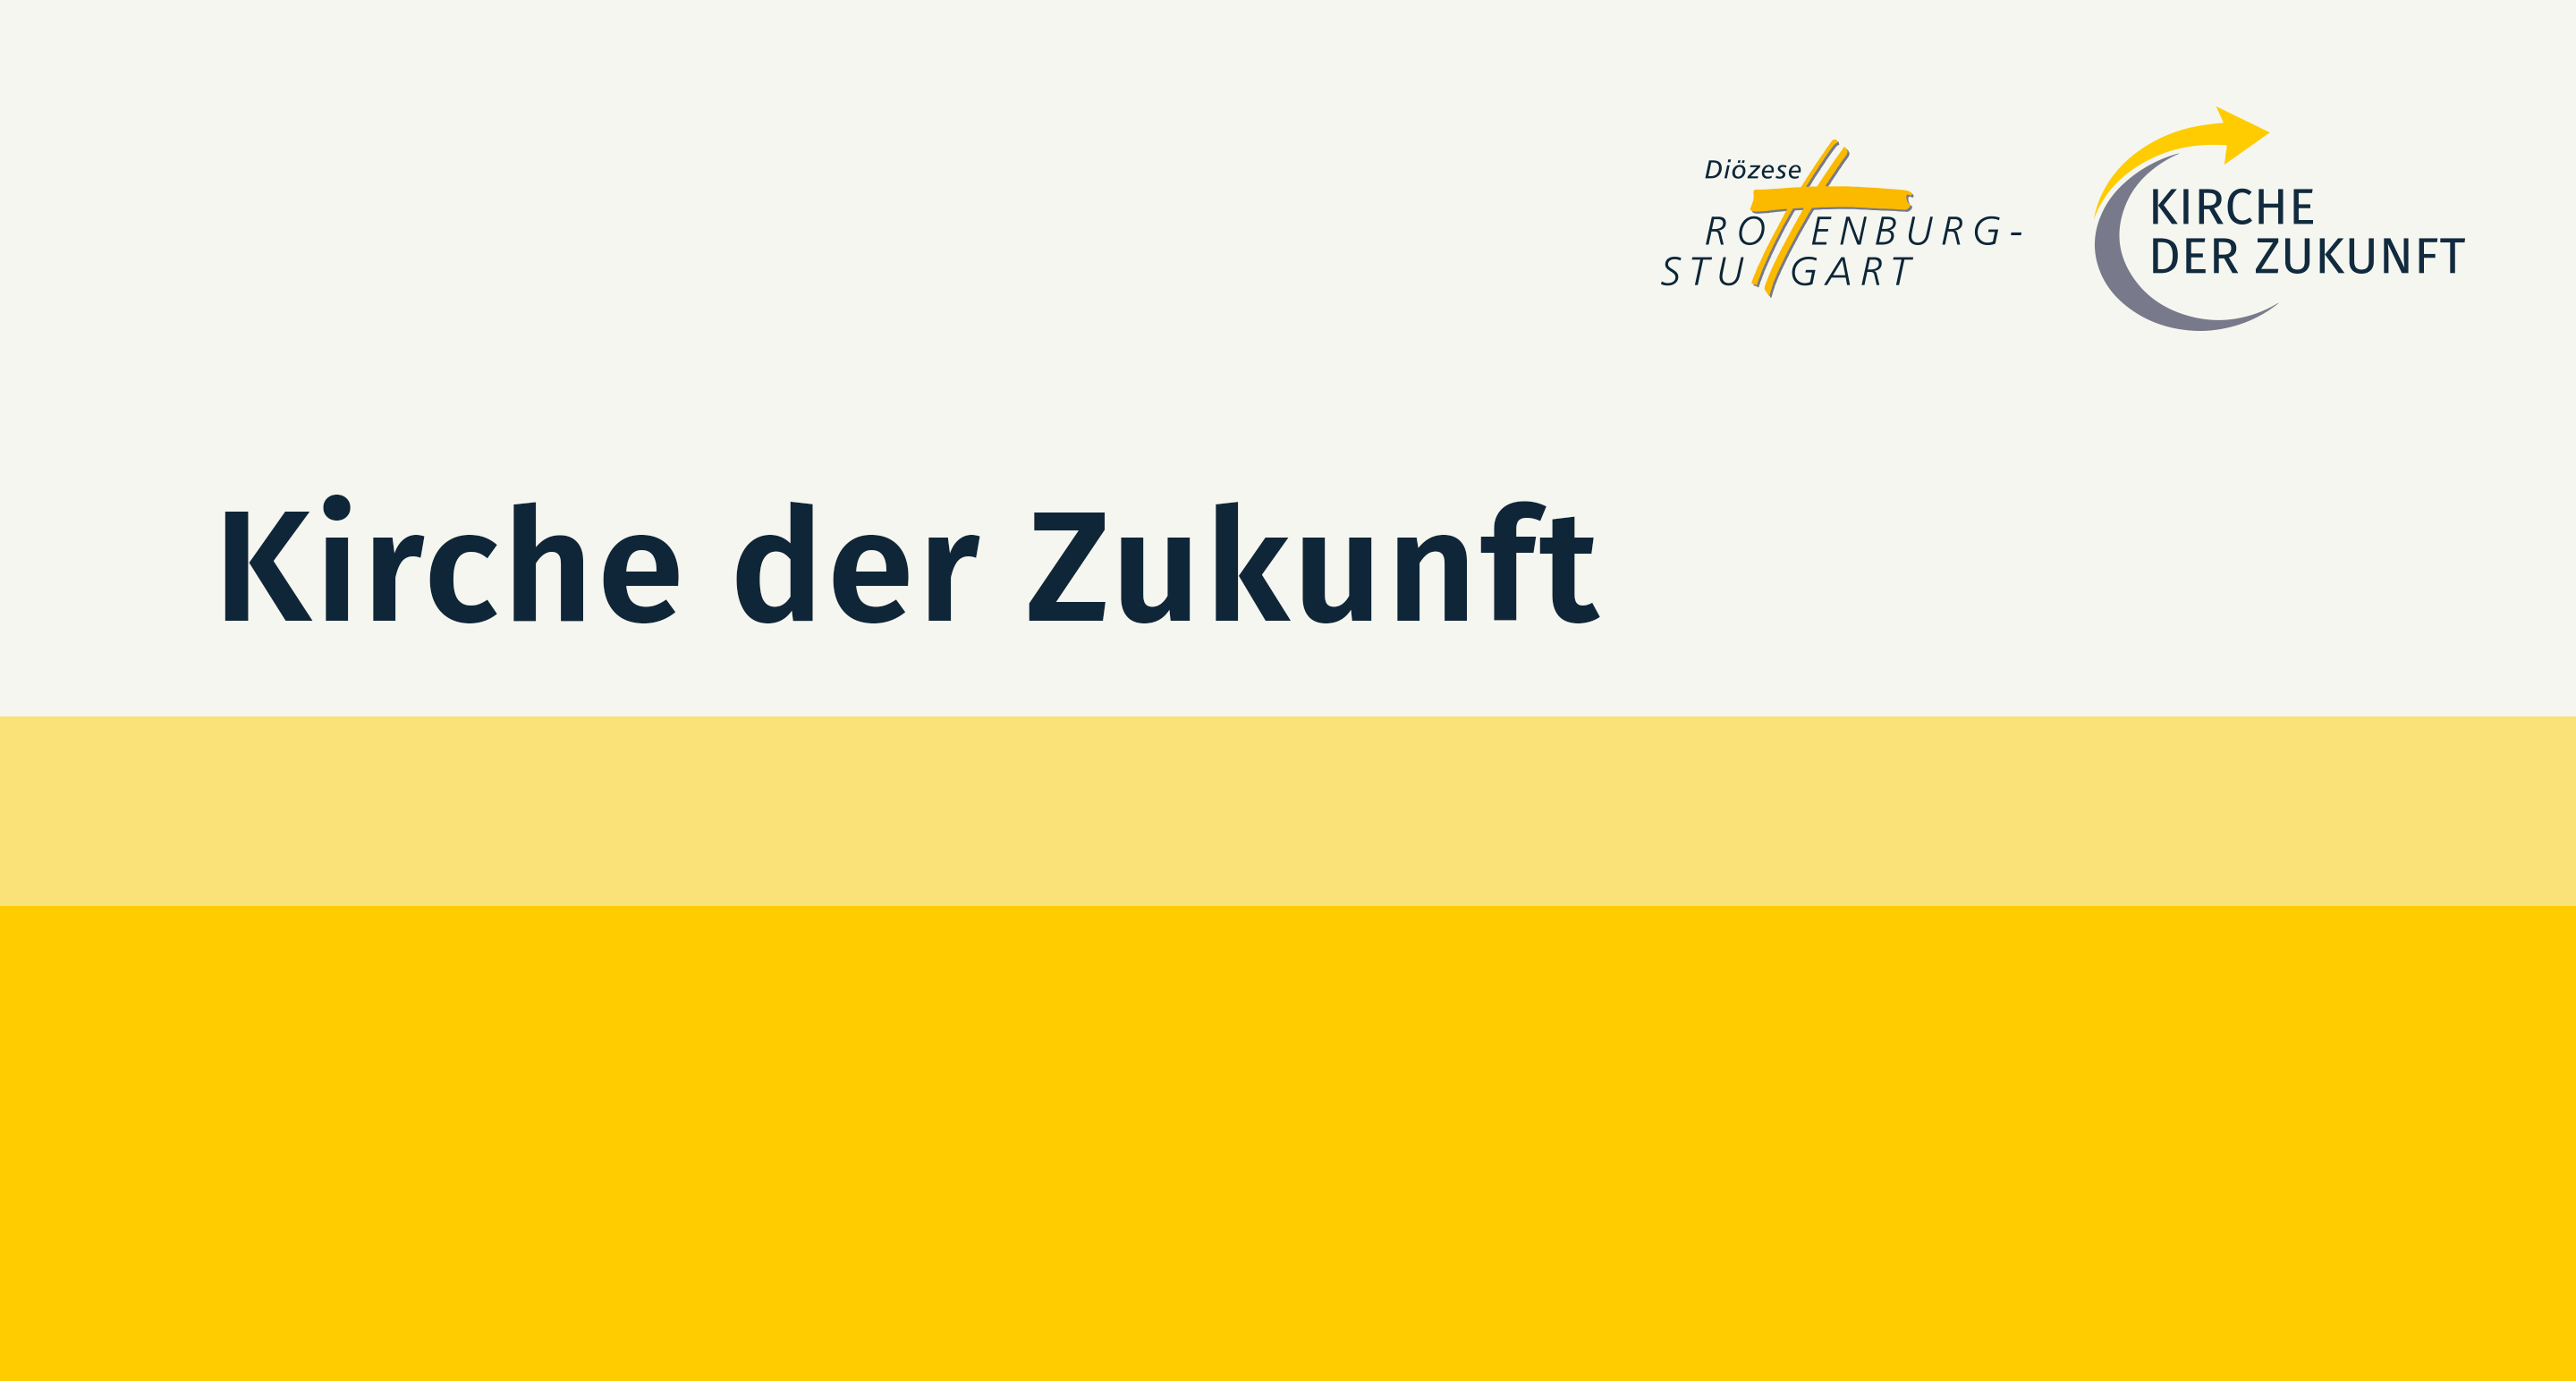 Diözese
ROTTENBURG-
STUTTGART
KIRCHE
DER ZUKUNFT
Kirche der Zukunft